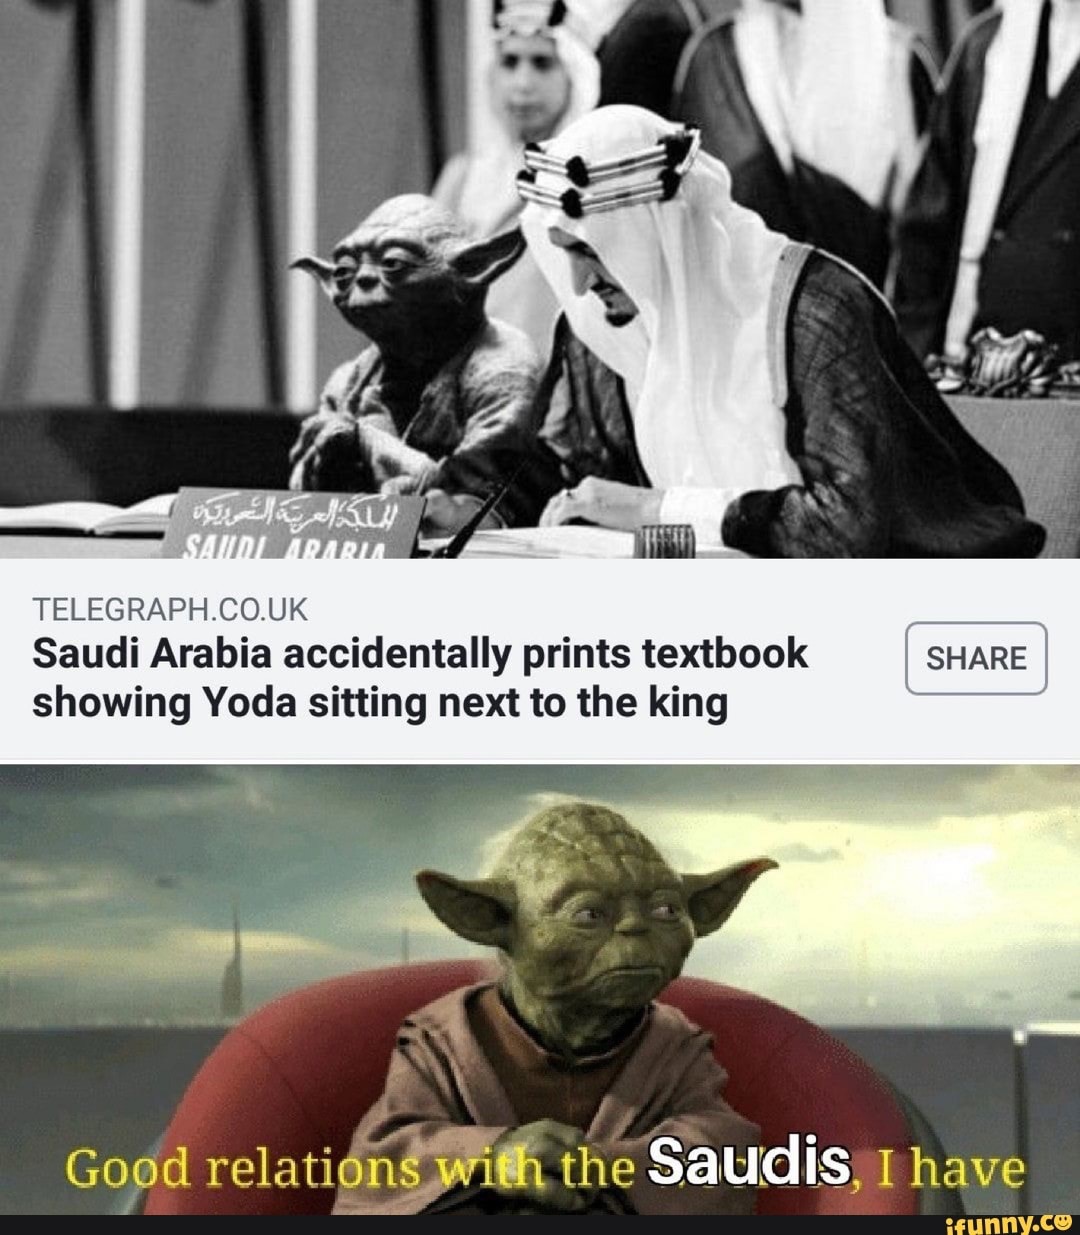 المملكة العربية السعودية
SAUDI ARABIA
TELEGRAPH.CO.UK
Saudi Arabia accidentally prints textbook
showing Yoda sitting next to the king
SHARE
Good relations with the Saudis, I have
ifunny.co